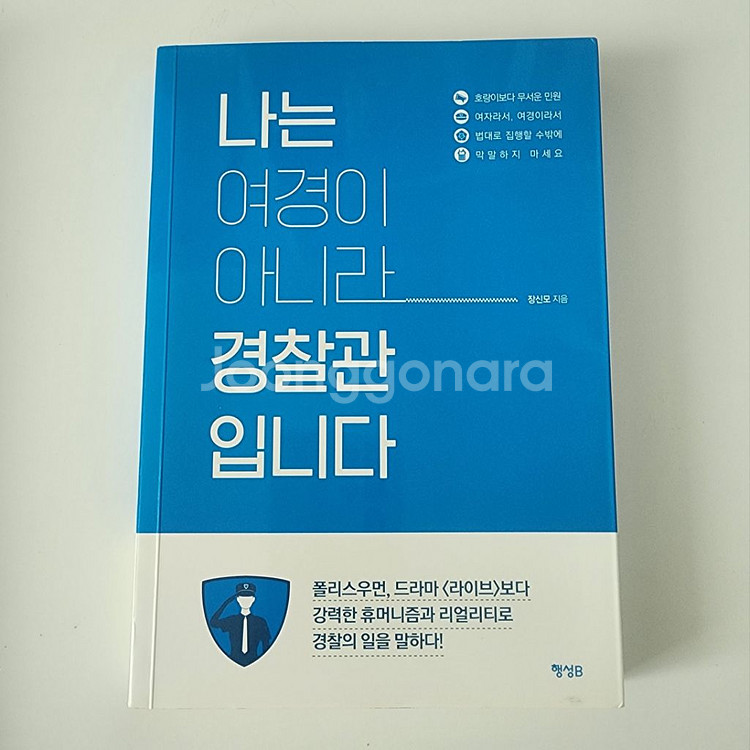 나는
여경이
아니라
경찰관
입니다
호랑이보다 무서운 민원
여자라서, 여경이라서
법대로 집행할 수밖에
막말하지 마세요
장신모 지음
Joonggonara
폴리스우먼, 드라마 〈라이브〉보다
강력한 휴머니즘과 리얼리티로
경찰의 일을 말하다!
행성B